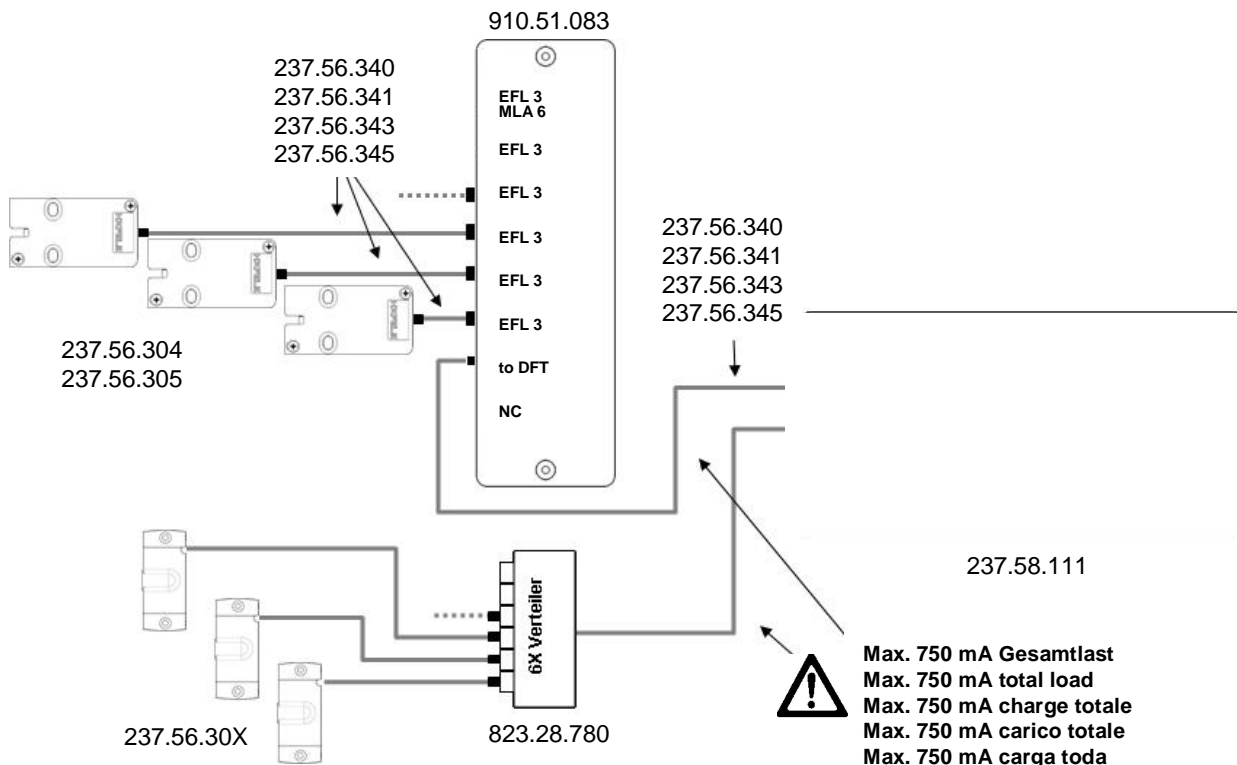 910.51.083
237.56.340
237.56.341
237.56.343
237.56.345
EFL 3
MLA 6
EFL 3
EFL 3
EFL 3
EFL 3
EFL 3
to DFT
NC
HÄFELE
HÄFELE
HÄFELE
237.56.304
237.56.305
237.56.340
237.56.341
237.56.343
237.56.345
237.58.111
6X Verteiler
237.56.30X
823.28.780
Max. 750 mA Gesamtlast
Max. 750 mA total load
Max. 750 mA charge totale
Max. 750 mA carico totale
Max. 750 mA carga toda